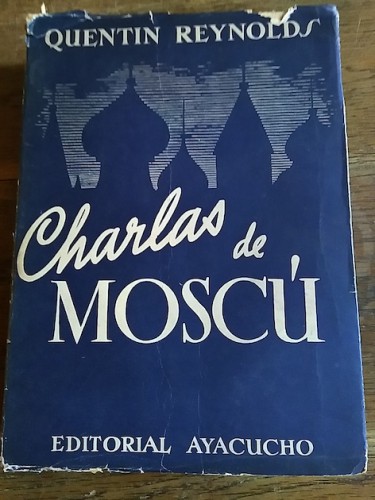 QUENTIN REYNOLDS
Charlas de
MOSCÚ
EDITORIAL AYACUCHO